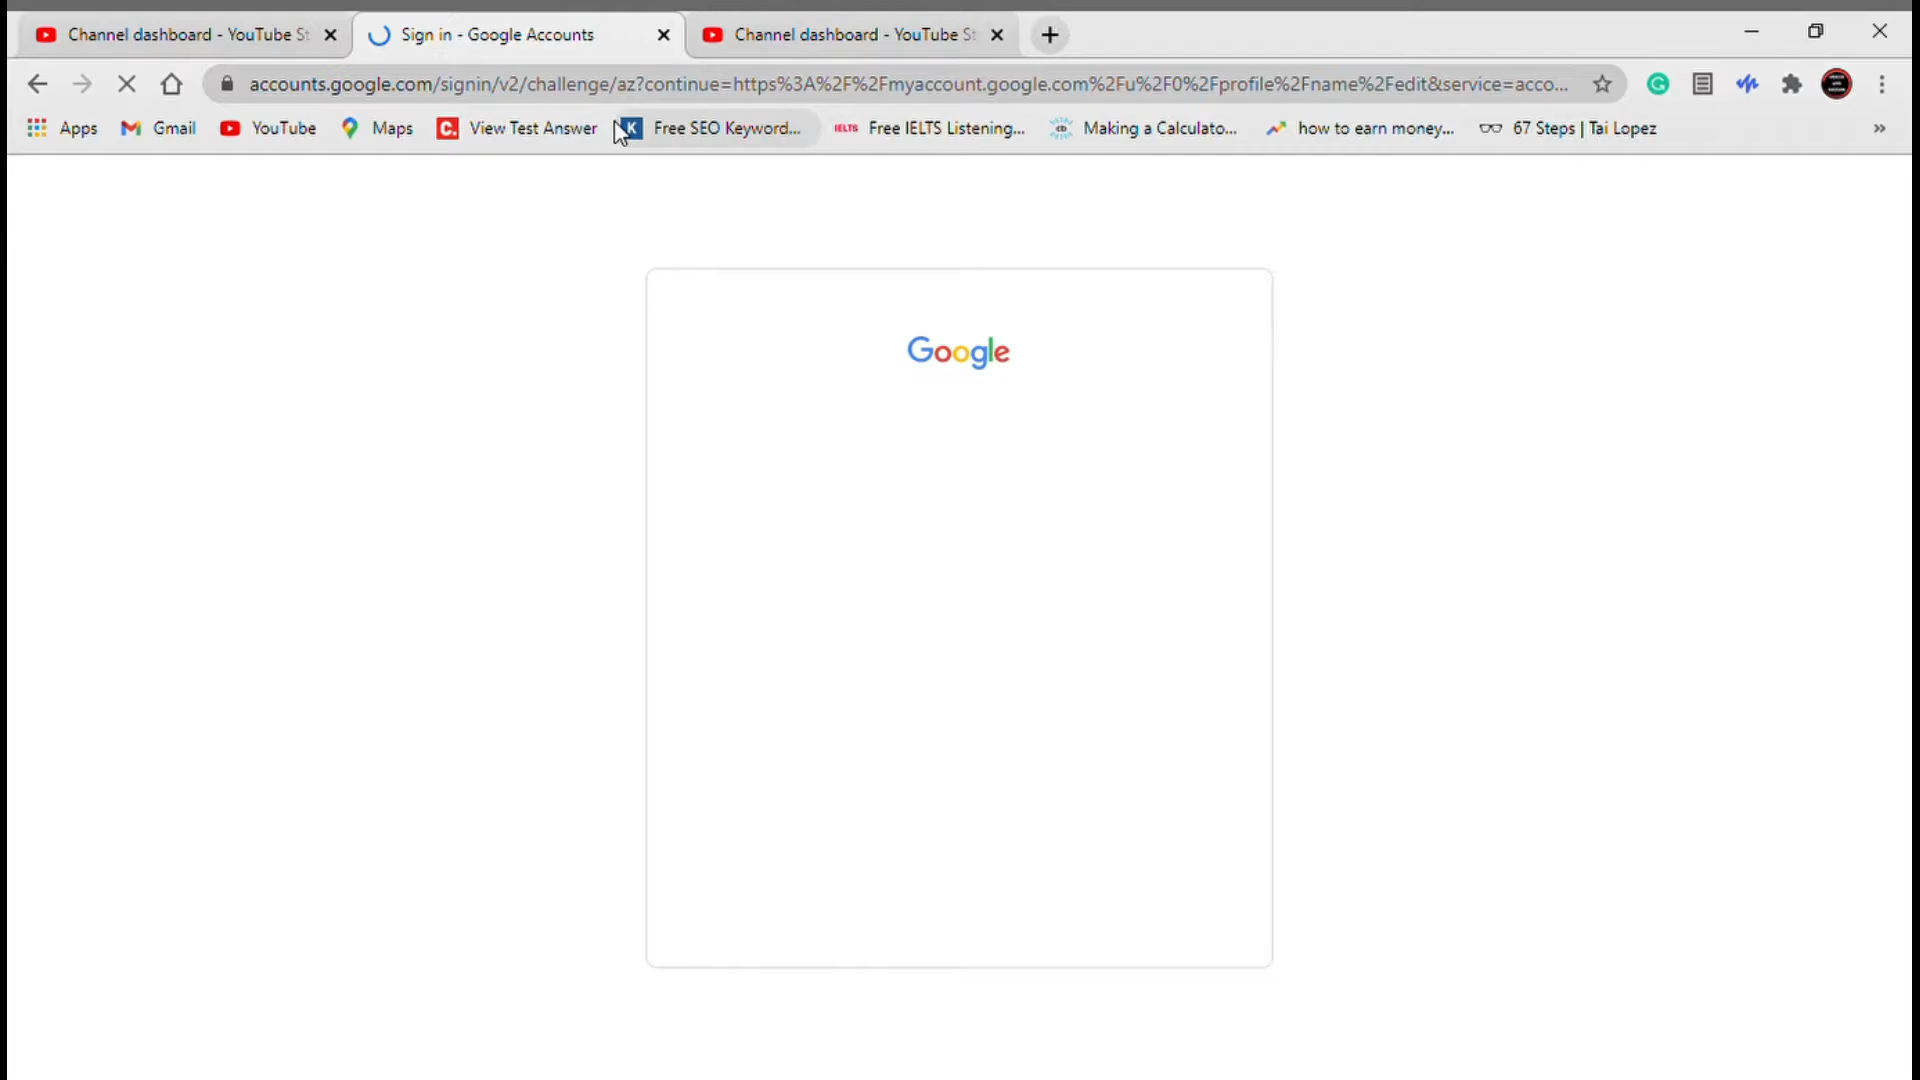 Channel dashboard - YouTube St
Sign in - Google Accounts
Channel dashboard - YouTube St
accounts.google.com/signin/v2/challenge/az?continue=https%3A%2F%2Fmyaccount.google.com%2Fu%2F0%2Fprofile%2Fname%2Fedit&service=acco...
Apps
Gmail
YouTube
Maps
C.
View Test Answer
K
Free SEO Keyword...
IELTS
Free IELTS Listening...
Making a Calculato...
how to earn money...
67 Steps | Tai Lopez
Google